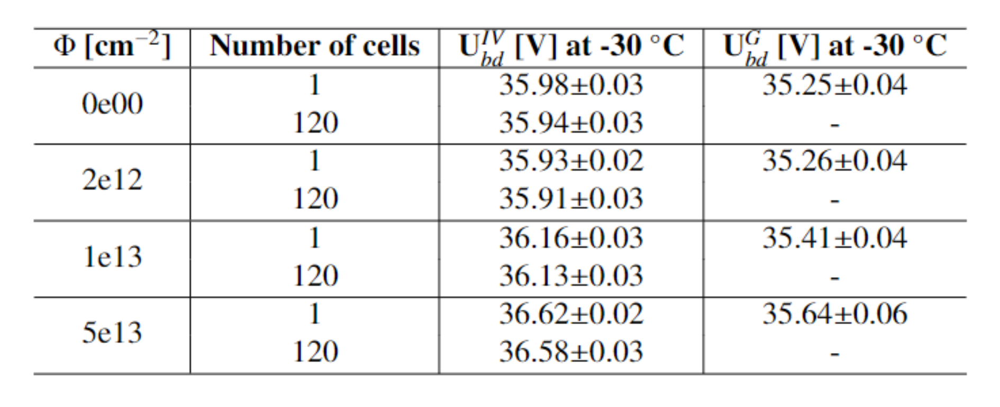 Φ [cm⁻²] Number of cells U_bd^IV [V] at -30 °C U_bd^G [V] at -30 °C
0e00 1 35.98±0.03 35.25±0.04
120 35.94±0.03 -
2e12 1 35.93±0.02 35.26±0.04
120 35.91±0.03 -
1e13 1 36.16±0.03 35.41±0.04
120 36.13±0.03 -
5e13 1 36.62±0.02 35.64±0.06
120 36.58±0.03 -